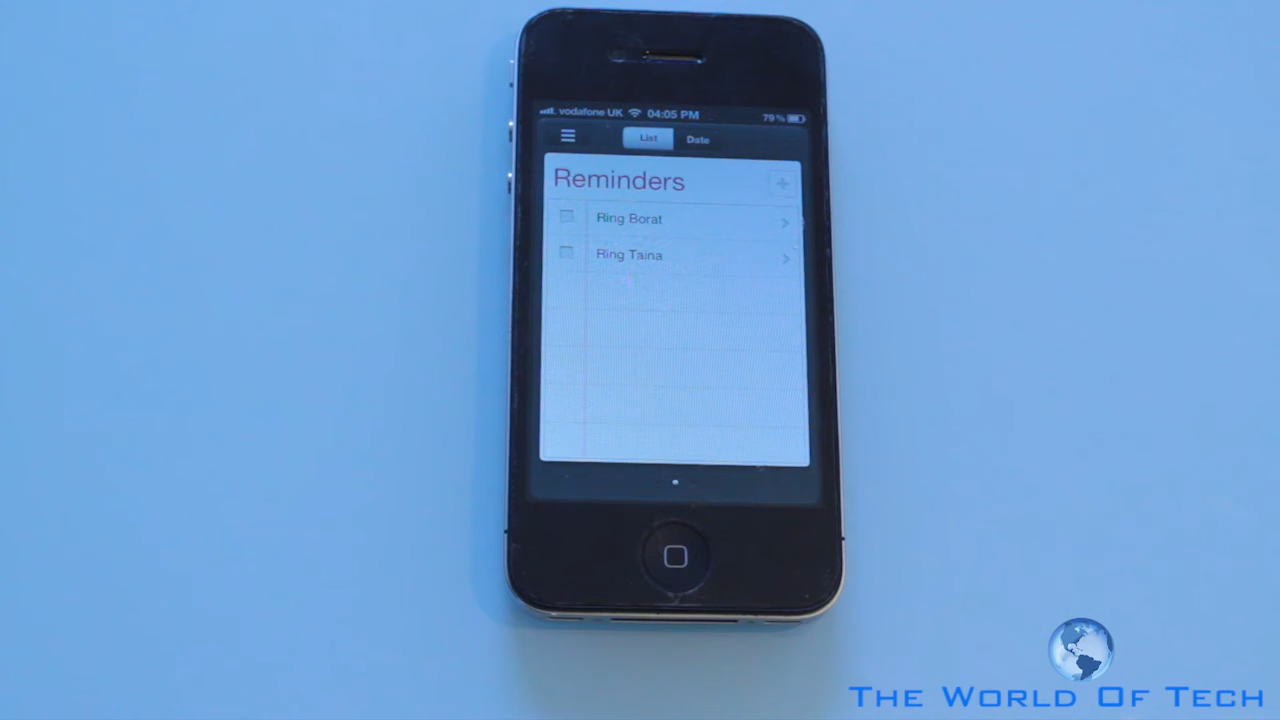 vodafone UK 04:05 PM 79%
List Date
Reminders
Ring Borat
Ring Taina
THE WORLD OF TECH